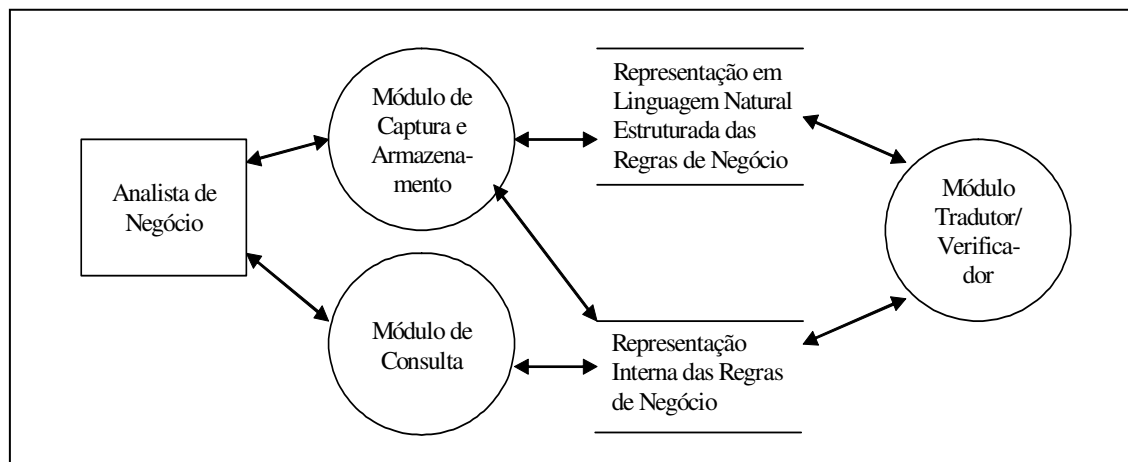 Analista de
Negócio
Módulo de
Captura e
Armazena-
mento
Módulo de
Consulta
Representação em
Linguagem Natural
Estruturada das
Regras de Negócio
Representação
Interna das Regras
de Negócio
Módulo
Tradutor/
Verifica-
dor